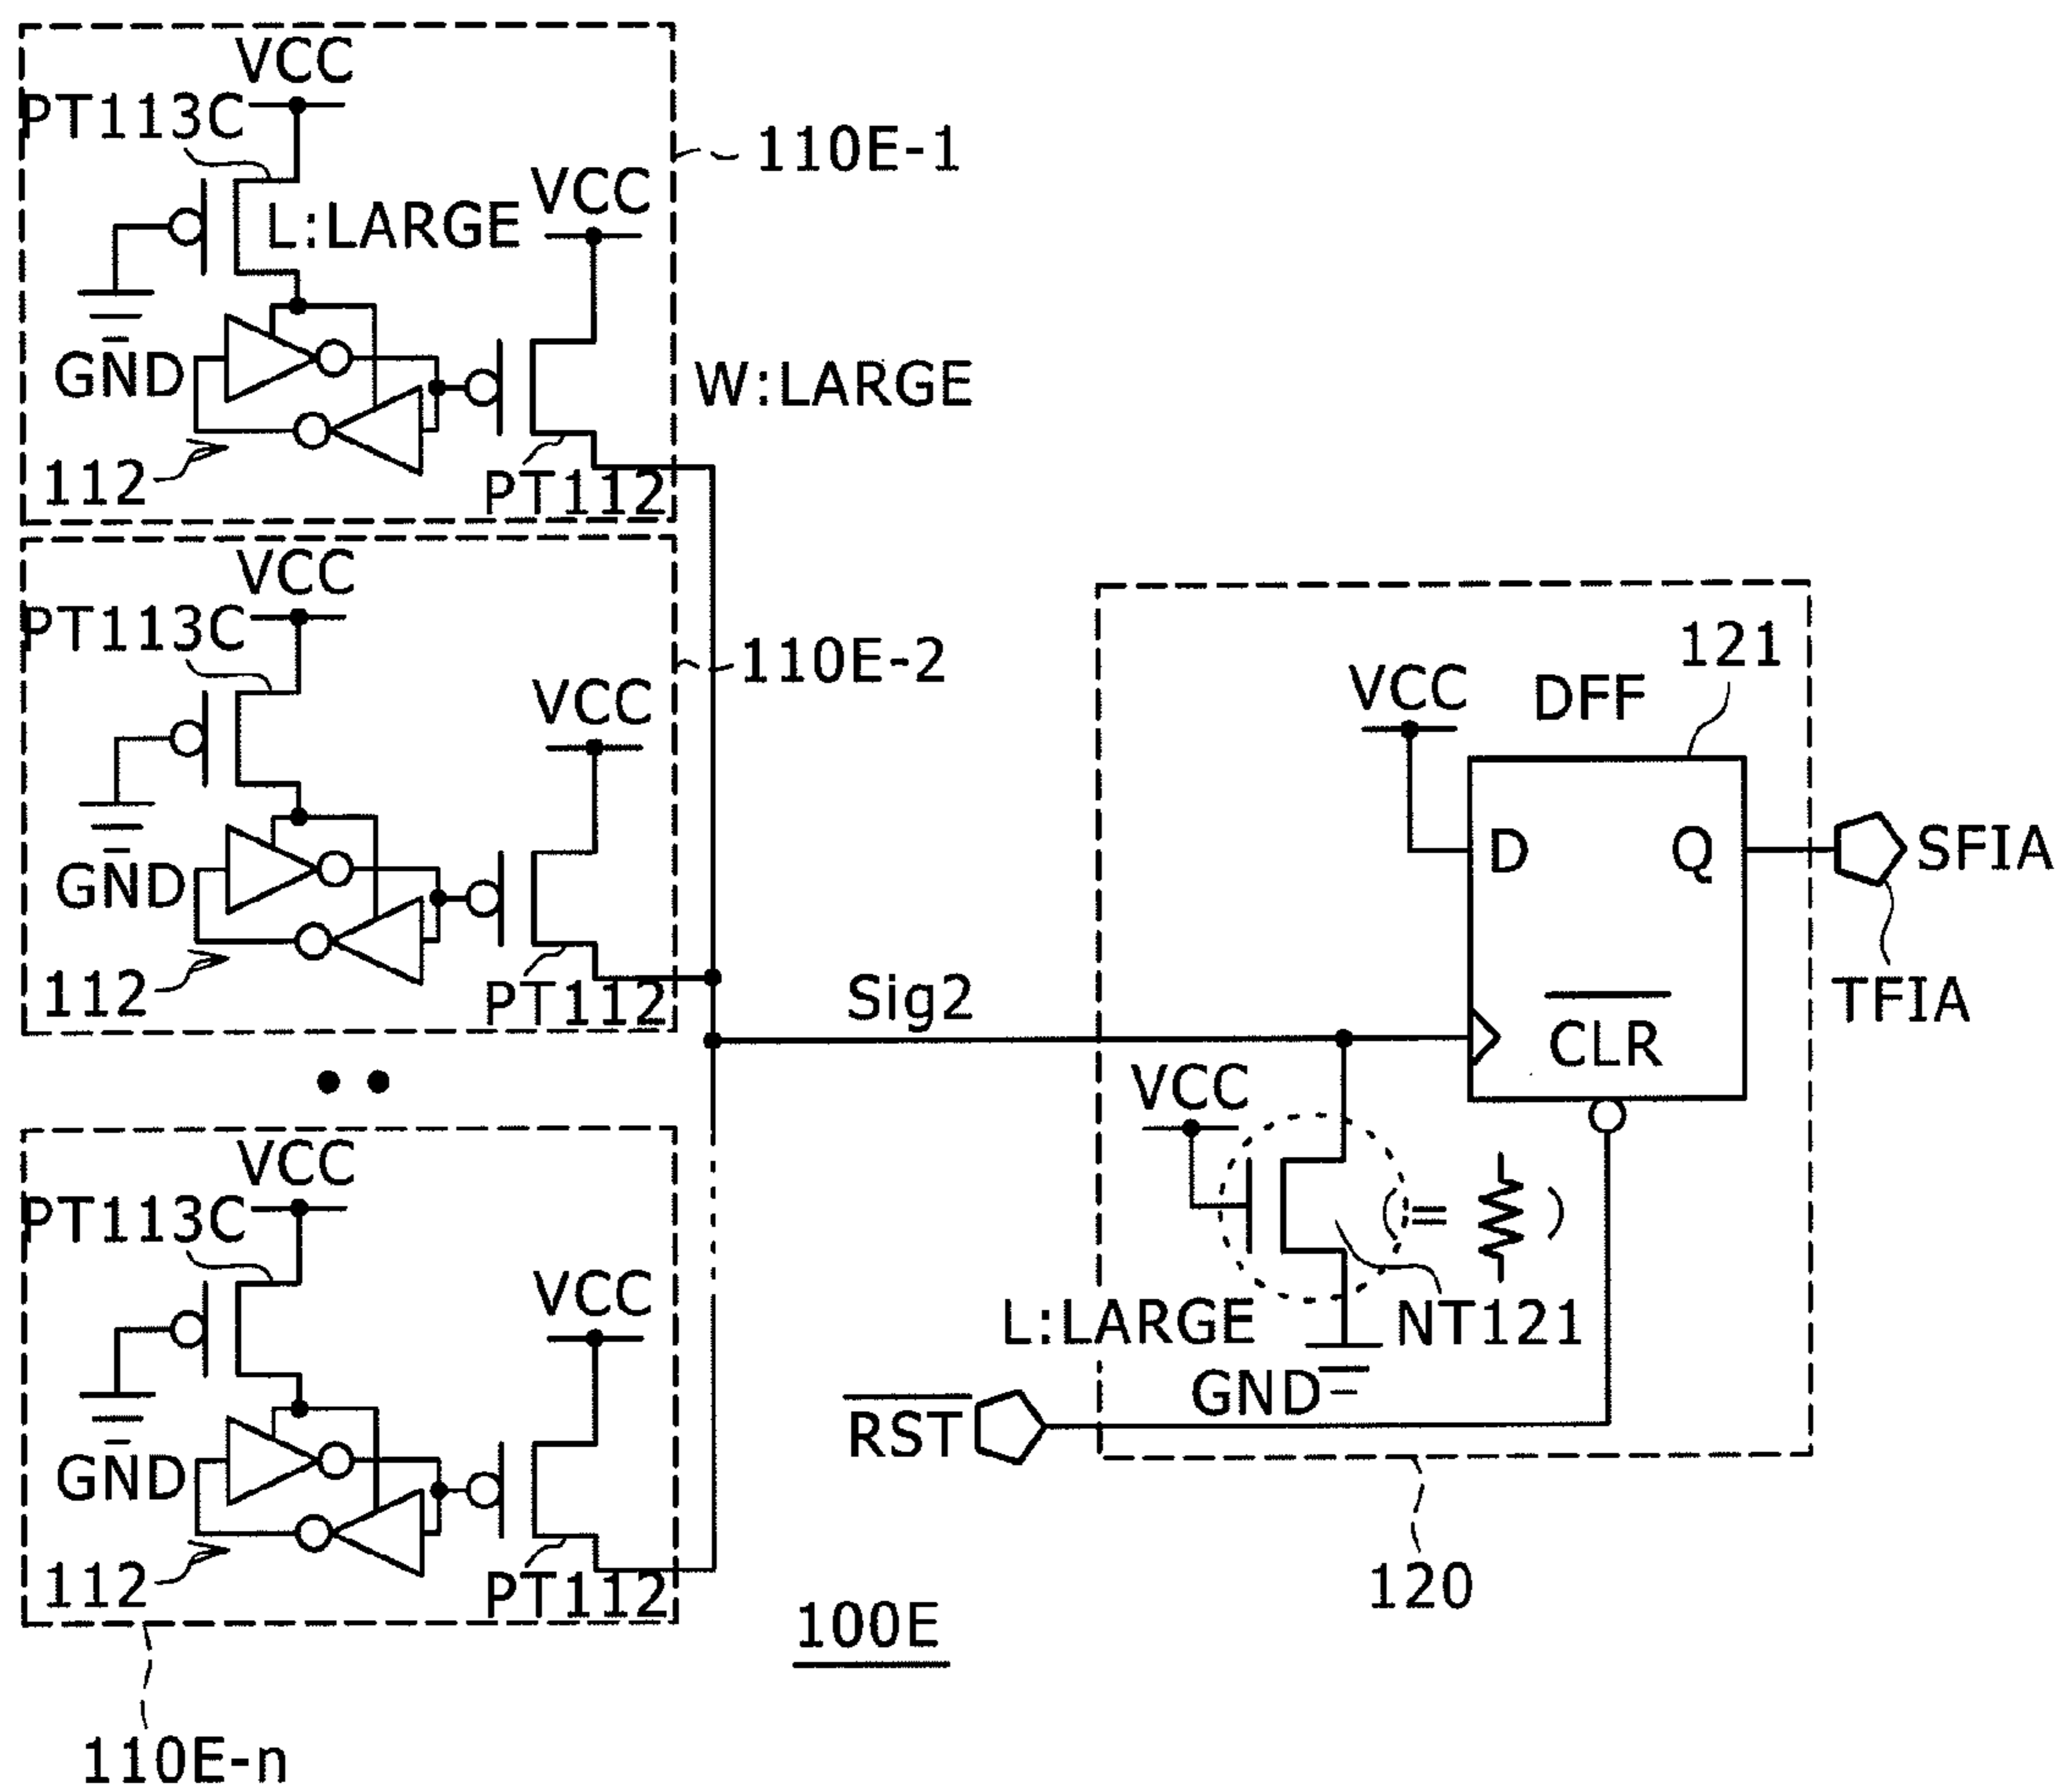 VCC
PT113C
110E-1
VCC
L:LARGE
GND
W:LARGE
112
PT112
VCC
PT113C
110E-2
VCC
GND
112
PT112
121
VCC
DFF
D
Q
SFIA
TFIA
Sig2
CLR
VCC
(=
)
L:LARGE
NT121
GND
RST
120
VCC
PT113C
VCC
GND
112
PT112
100E
110E-n